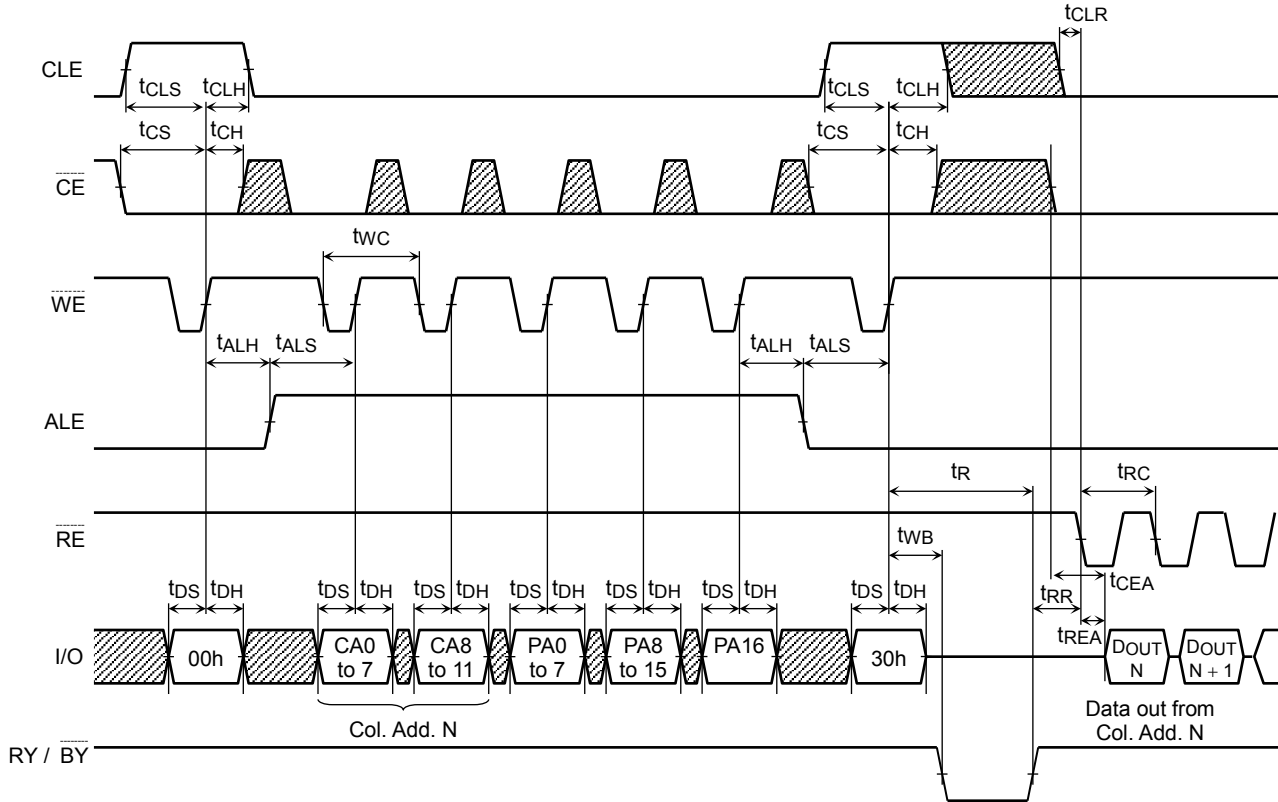 tCLR
CLE
tCLS tCLH tCLS tCLH
tCS tCH tCS tCH
CE
tWC
WE
tALH tALS tALH tALS
ALE
tR tRC
RE
tWB
tDS tDH tDS tDH tDS tDH tDS tDH tDS tDH tDS tDH tRR tCEA
tREA
I/O 00h CA0 to 7 CA8 to 11 PA0 to 7 PA8 to 15 PA16 30h DOUT N DOUT N + 1
Col. Add. N
Data out from
Col. Add. N
RY / BY